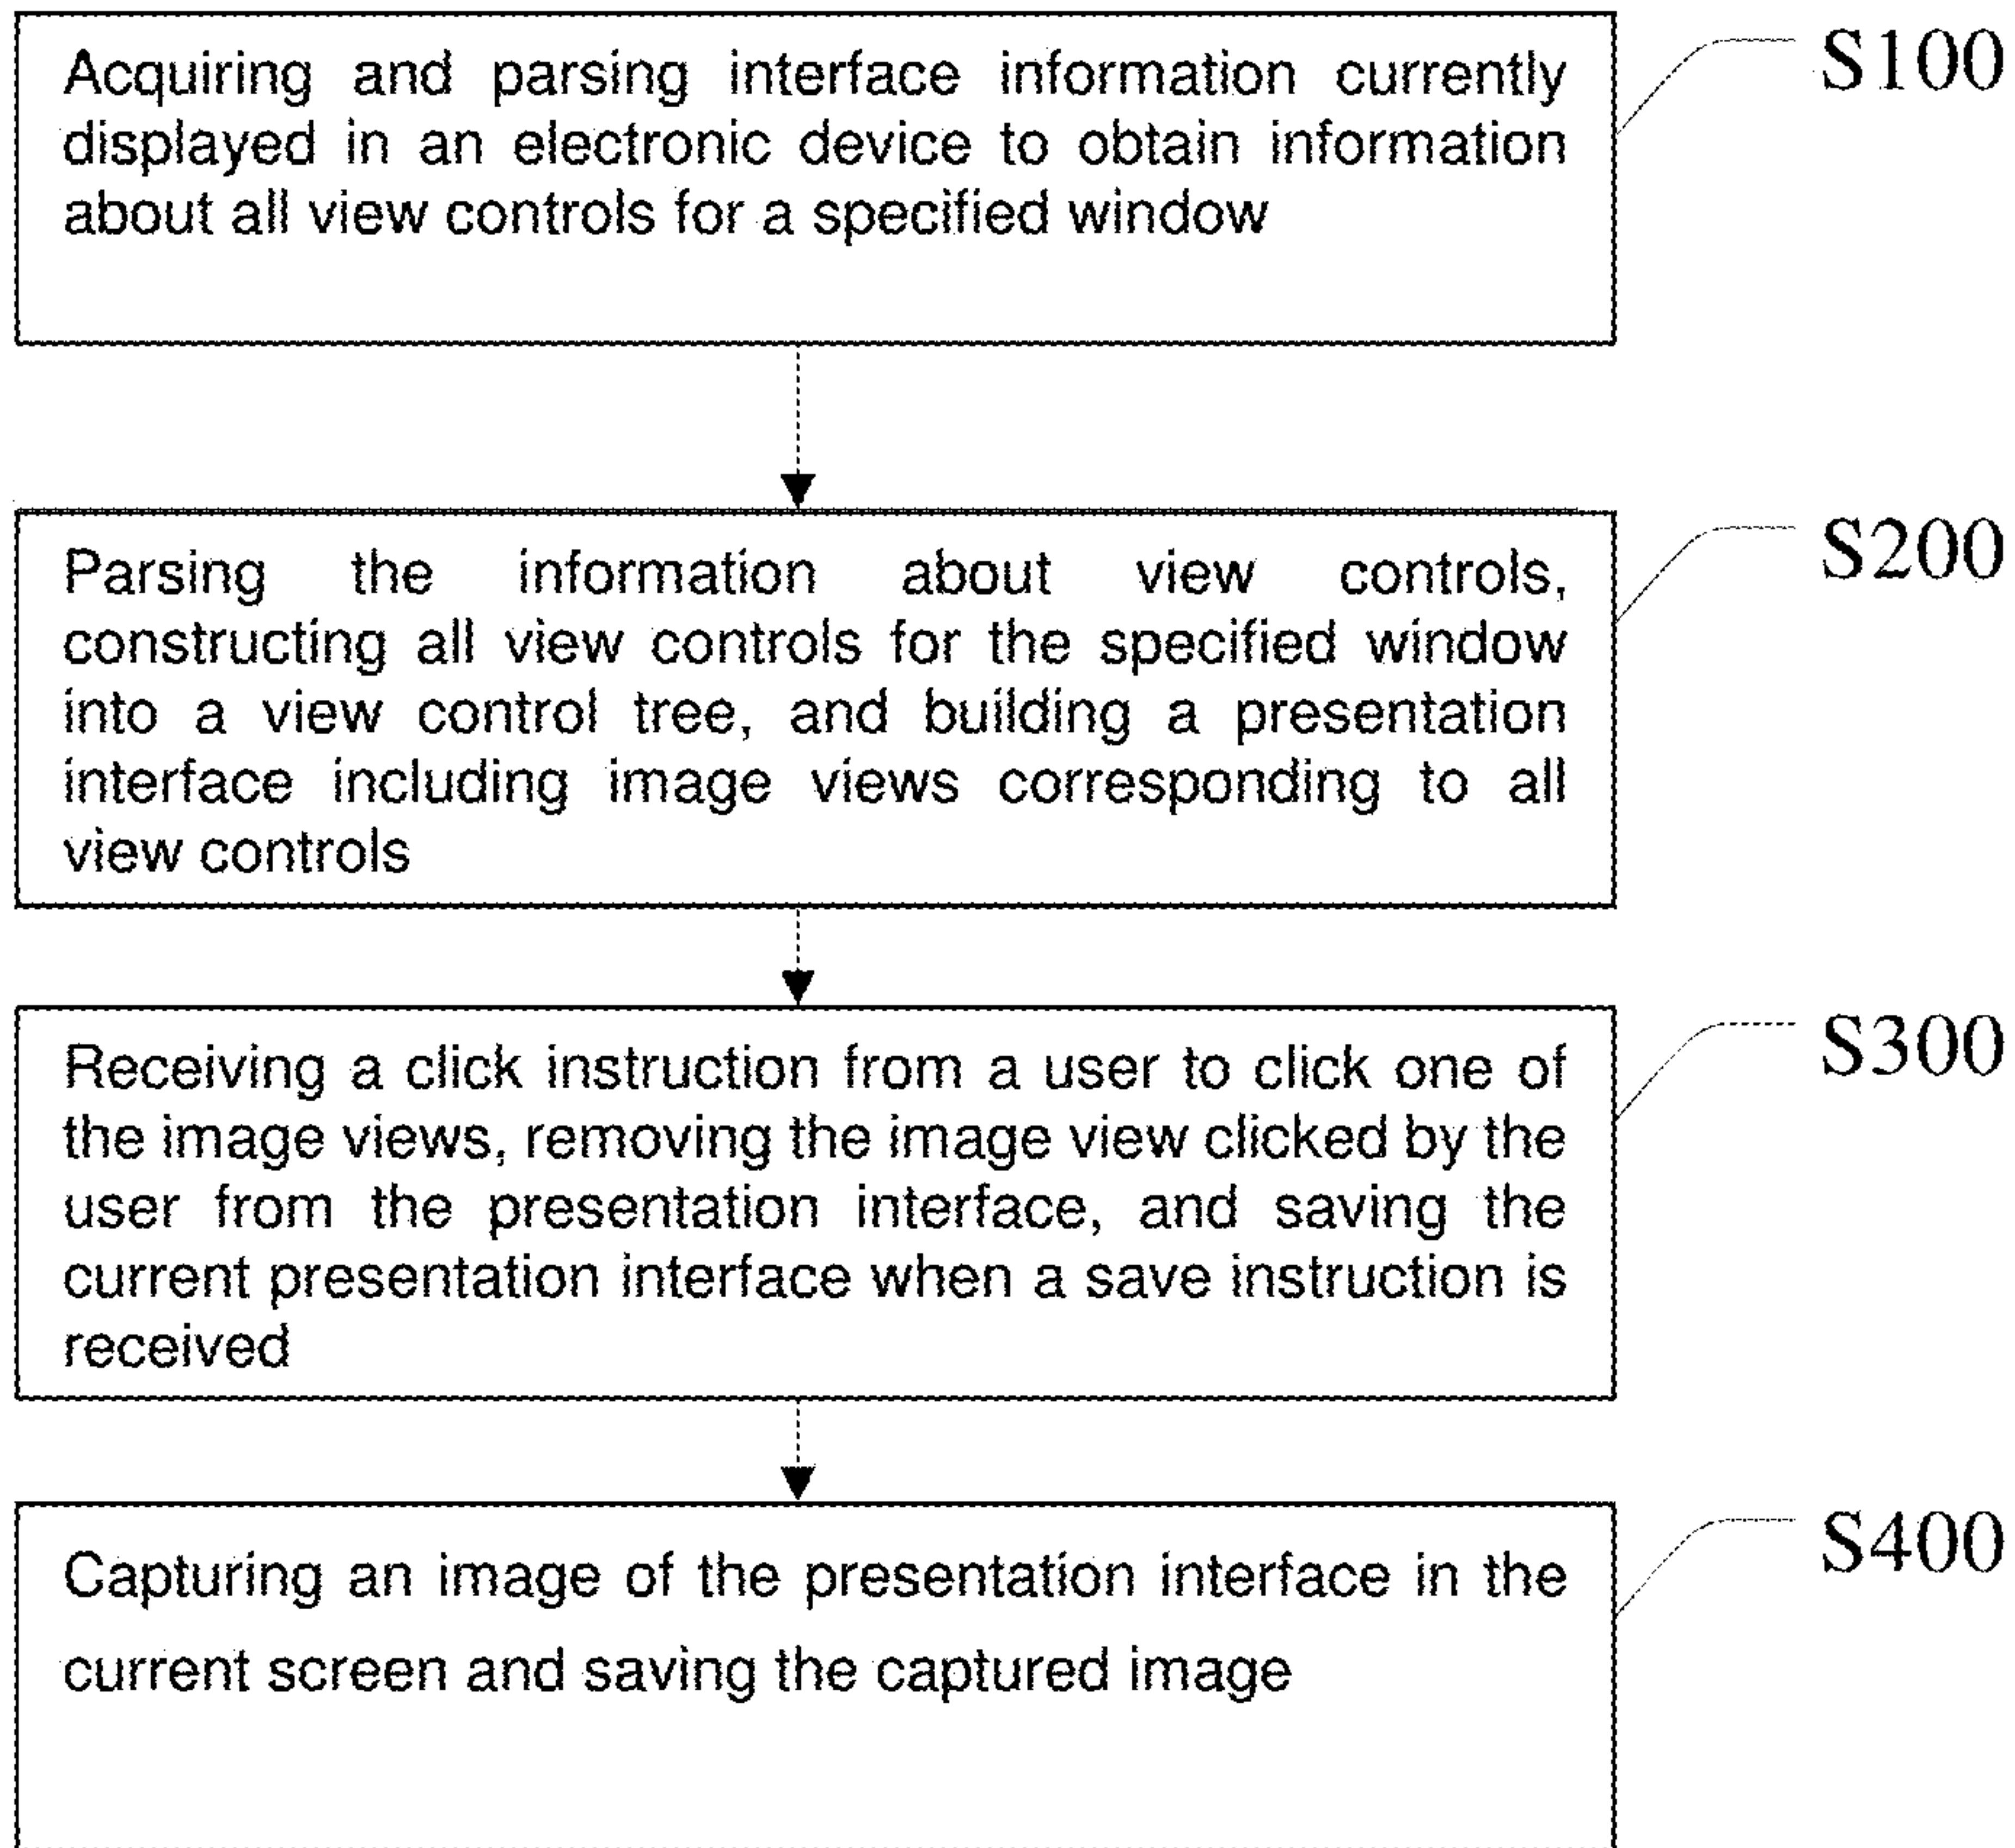 Acquiring and parsing interface information currently
displayed in an electronic device to obtain information
about all view controls for a specified window
S100
Parsing the information about view controls,
constructing all view controls for the specified window
into a view control tree, and building a presentation
interface including image views corresponding to all
view controls
S200
Receiving a click instruction from a user to click one of
the image views, removing the image view clicked by the
user from the presentation interface, and saving the
current presentation interface when a save instruction is
received
S300
Capturing an image of the presentation interface in the
current screen and saving the captured image
S400